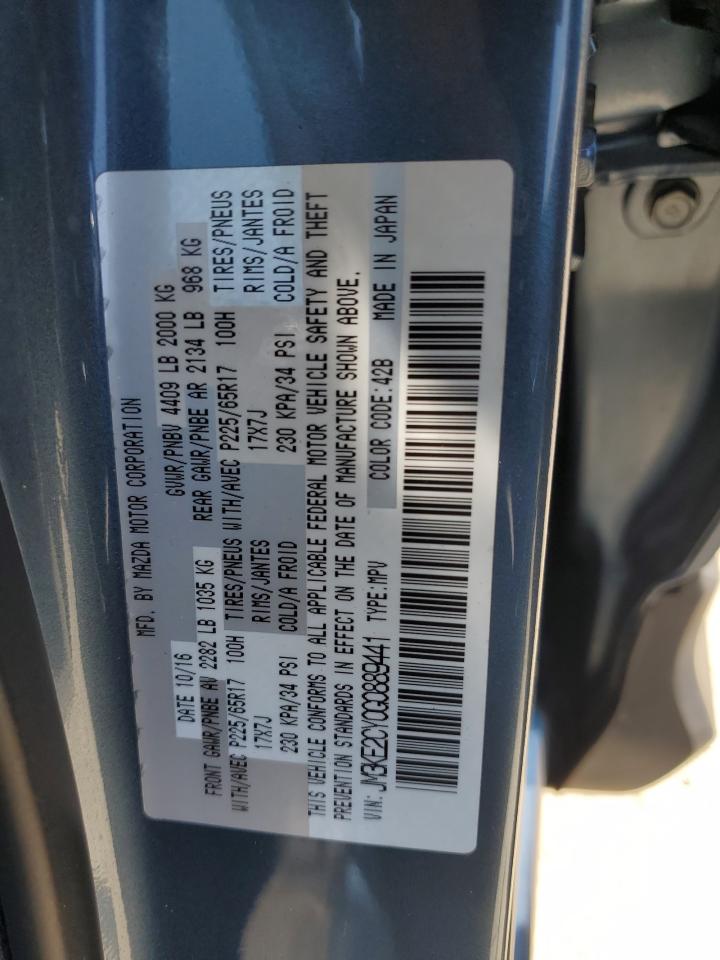 MFD. BY MAZDA MOTOR CORPORATION
DATE 10/16 GVWR/PNBV 4409 LB 2000 KG
FRONT GAWR/PNBE AV 2282 LB 1035 KG REAR GAWR/PNBE AR 2134 LB 968 KG
WITH/AVEC P225/65R17 100H TIRES/PNEUS WITH/AVEC P225/65R17 100H TIRES/PNEUS
17X7J RIMS/JANTES 17X7J RIMS/JANTES
230 KPA/34 PSI COLD/A FROID 230 KPA/34 PSI COLD/A FROID
THIS VEHICLE CONFORMS TO ALL APPLICABLE FEDERAL MOTOR VEHICLE SAFETY AND THEFT
PREVENTION STANDARDS IN EFFECT ON THE DATE OF MANUFACTURE SHOWN ABOVE.
VIN: JM3KE2CY0G0889441 TYPE:MPV COLOR CODE:42B MADE IN JAPAN